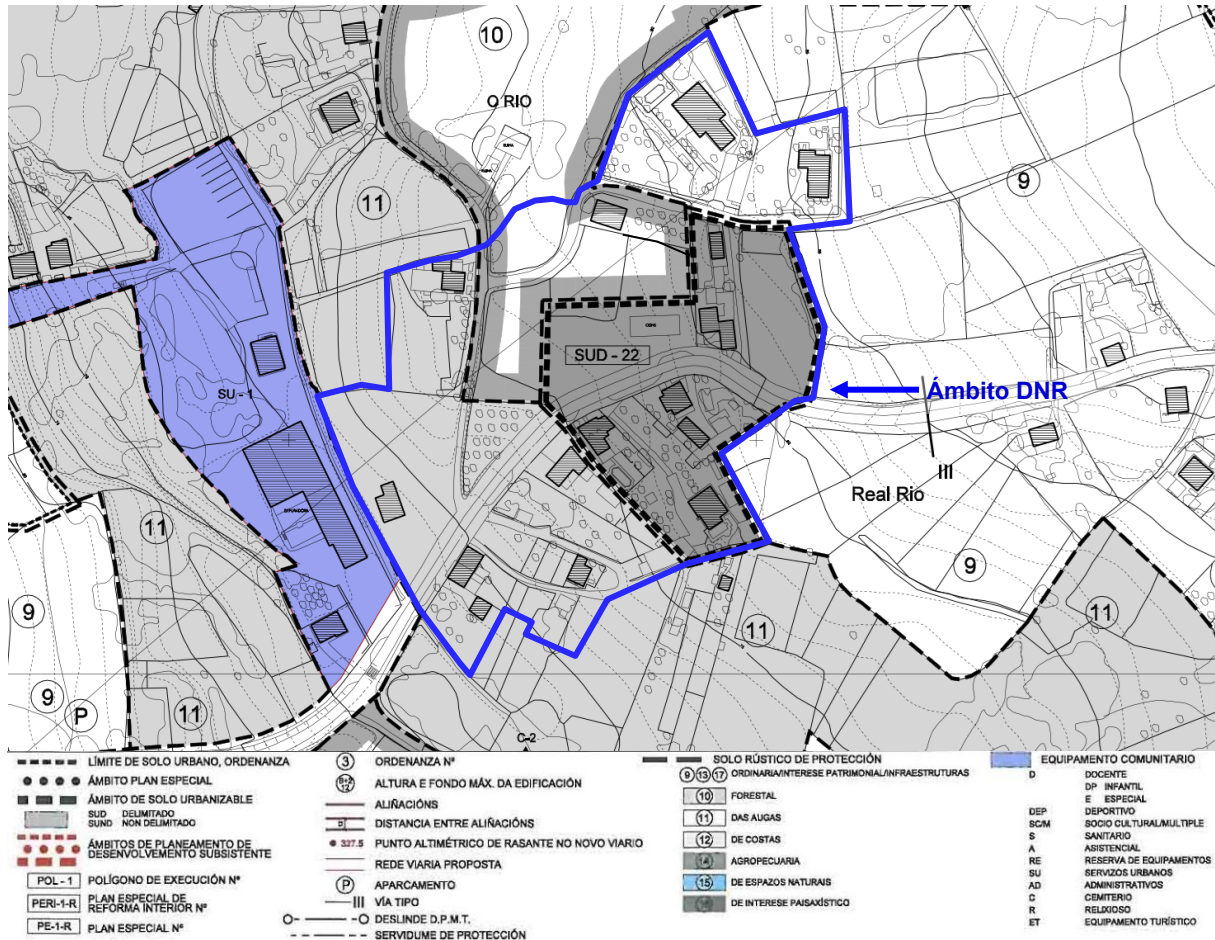 10
O RIO
RUINA
9
11
SUD - 22
SU - 1
Ámbito DNR
III
Real Rio
DEPURADORA
11
9
9
11
9
P
11
C-2
LÍMITE DE SOLO URBANO, ORDENANZA
ÁMBITO PLAN ESPECIAL
ÁMBITO DE SOLO URBANIZABLE
SUD DELIMITADO
SUND NON DELIMITADO
ÁMBITOS DE PLANEAMENTO DE
DESENVOLVEMENTO SUBSISTENTE
POL - 1 POLÍGONO DE EXECUCIÓN Nº
PERI-1-R PLAN ESPECIAL DE
REFORMA INTERIOR Nº
PE-1-R PLAN ESPECIAL Nº
3 ORDENANZA Nº
B+2
12 ALTURA E FONDO MÁX. DA EDIFICACIÓN
ALIÑACIÓNS
DISTANCIA ENTRE ALIÑACIÓNS
327.5 PUNTO ALTIMÉTRICO DE RASANTE NO NOVO VIARIO
REDE VIARIA PROPOSTA
P APARCAMENTO
III VÍA TIPO
DESLINDE D.P.M.T.
SERVIDUME DE PROTECCIÓN
SOLO RÚSTICO DE PROTECCIÓN
9 13 17 ORDINARIA/INTERESE PATRIMONIAL/INFRAESTRUTURAS
10 FORESTAL
11 DAS AUGAS
12 DE COSTAS
14 AGROPECUARIA
15 DE ESPAZOS NATURAIS
16 DE INTERESE PAISAXÍSTICO
EQUIPAMENTO COMUNITARIO
D DOCENTE
DP INFANTIL
E ESPECIAL
DEP DEPORTIVO
SC/M SOCIO CULTURAL/MULTIPLE
S SANITARIO
A ASISTENCIAL
RE RESERVA DE EQUIPAMENTOS
SU SERVIZOS URBANOS
AD ADMINISTRATIVOS
C CEMITERIO
R RELIXIOSO
ET EQUIPAMENTO TURÍSTICO